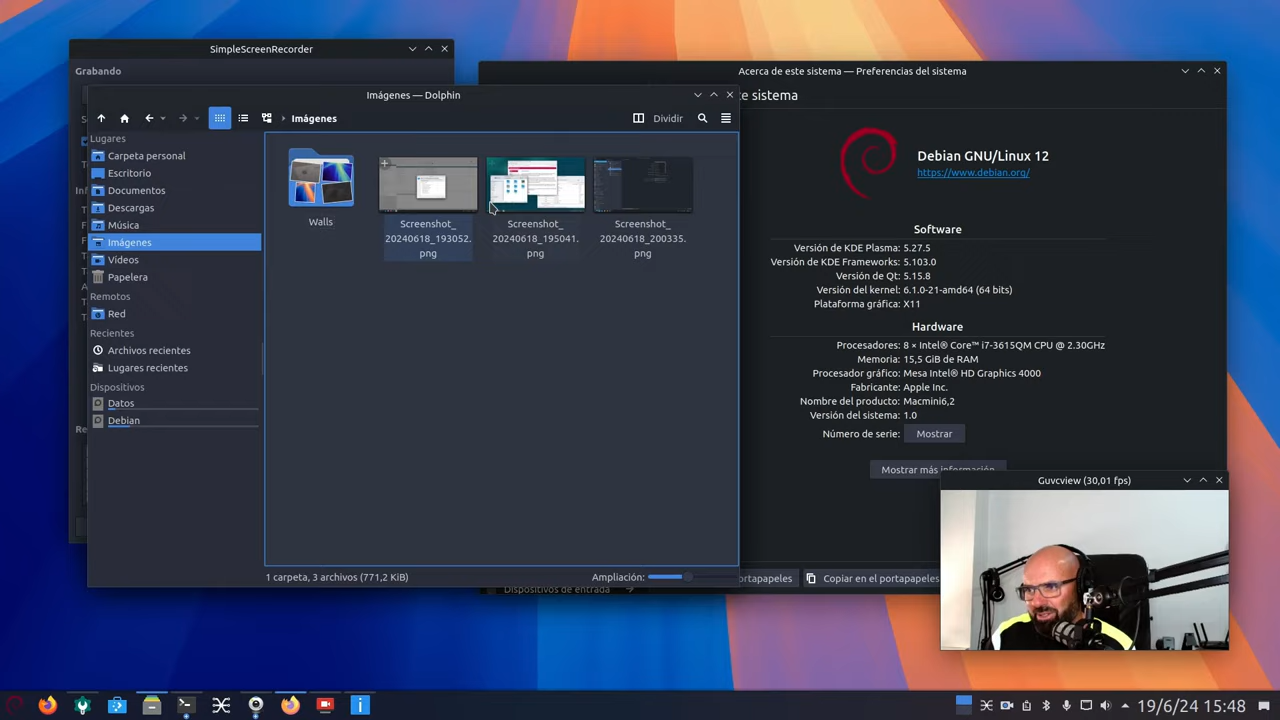 SimpleScreenRecorder
Grabando
Imágenes — Dolphin
Imágenes
Dividir
Lugares
Carpeta personal
Escritorio
Documentos
Descargas
Música
Imágenes
Vídeos
Papelera
Remotos
Red
Recientes
Archivos recientes
Lugares recientes
Dispositivos
Datos
Debian
Walls
Screenshot_
20240618_193052.
png
Screenshot_
20240618_195041.
png
Screenshot_
20240618_200335.
png
1 carpeta, 3 archivos (771,2 KiB)
Ampliación:
Acerca de este sistema — Preferencias del sistema
te sistema
Debian GNU/Linux 12
https://www.debian.org/
Software
Versión de KDE Plasma: 5.27.5
Versión de KDE Frameworks: 5.103.0
Versión de Qt: 5.15.8
Versión del kernel: 6.1.0-21-amd64 (64 bits)
Plataforma gráfica: X11
Hardware
Procesadores: 8 × Intel® Core™ i7-3615QM CPU @ 2.30GHz
Memoria: 15,5 GiB de RAM
Procesador gráfico: Mesa Intel® HD Graphics 4000
Fabricante: Apple Inc.
Nombre del producto: Macmini6,2
Versión del sistema: 1.0
Número de serie: Mostrar
Mostrar más información
portapapeles
Copiar en el portapapeles
Dispositivos de entrada
Guvcview (30,01 fps)
19/6/24 15:48